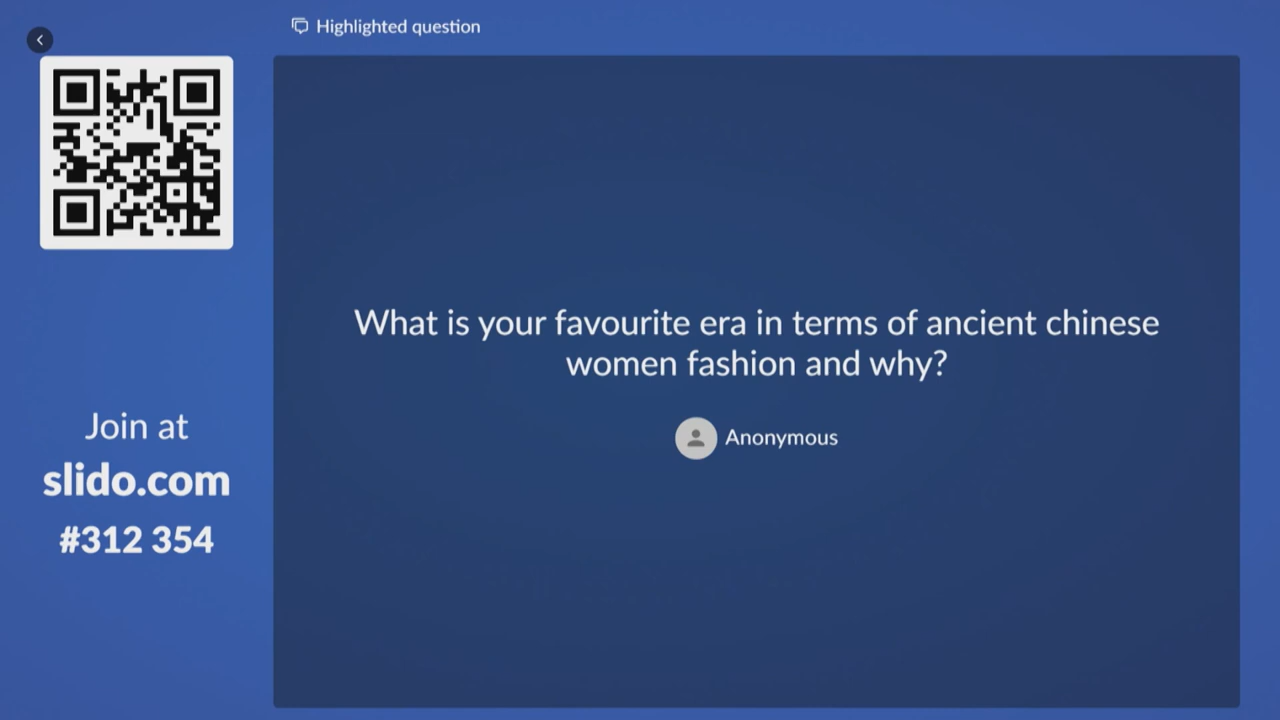 Highlighted question
What is your favourite era in terms of ancient chinese
women fashion and why?
Anonymous
Join at
slido.com
#312 354